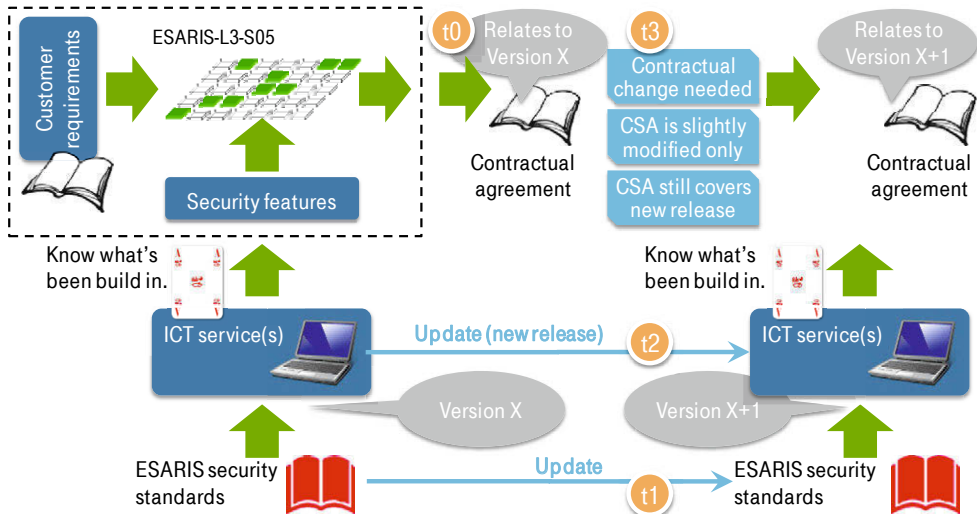 Customer
requirements
ESARIS-L3-S05
Security features
t0
Relates to
Version X
Contractual
agreement
t3
Contractual
change needed
CSA is slightly
modified only
CSA still covers
new release
Relates to
Version X+1
Contractual
agreement
Know what's
been build in.
Know what's
been build in.
ICT service(s)
Update (new release)
t2
ICT service(s)
Version X
Version X+1
ESARIS security
standards
Update
t1
ESARIS security
standards